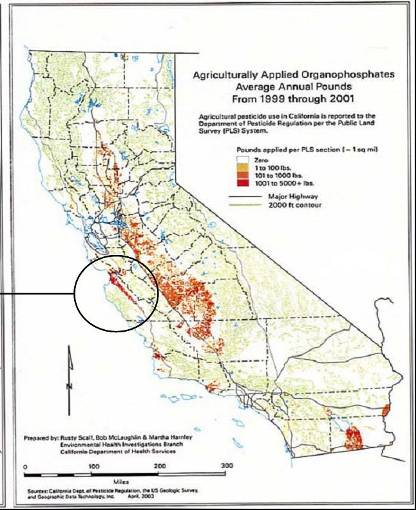 Agriculturally Applied Organophosphates
Average Annual Pounds
From 1999 through 2001
Agricultural pesticide use in California is reported to the
Department of Pesticide Regulation per the Public Land
Survey (PLS) System.
Pounds applied per PLS section (~ 1 sq mi)
Zero
1 to 100 lbs.
101 to 1000 lbs.
1001 to 5000+ lbs.
Major Highway
2000 ft contour
N
Prepared by: Rusty Scalf, Bob McLaughlin & Martha Harnley
Environmental Health Investigations Branch
California Department of Health Services
0 100 200 300
Miles
Sources: California Dept. of Pesticide Regulation, the US Geologic Survey,
and Geographic Data Technology, Inc. April, 2003